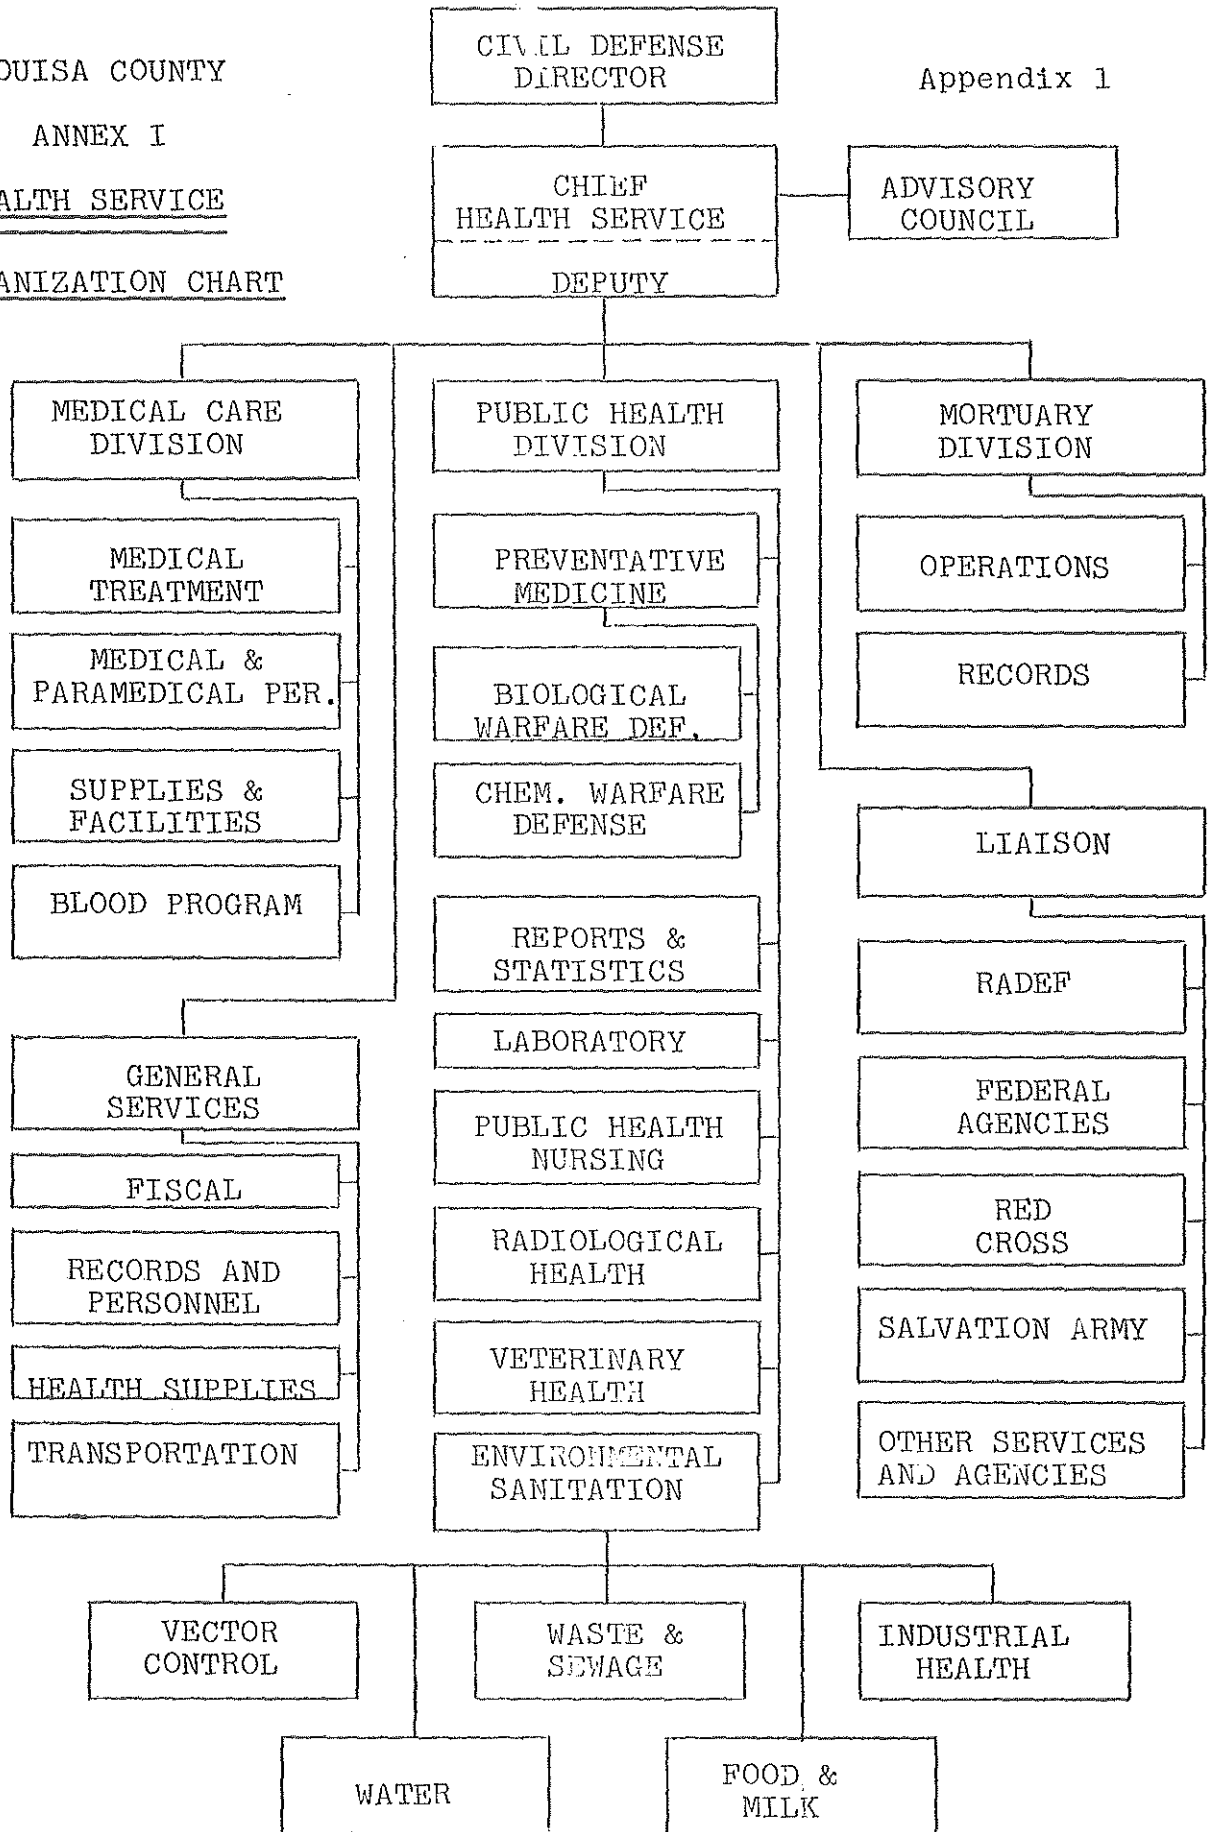 OUISA COUNTY
ANNEX I
ALTH SERVICE
ANIZATION CHART
Appendix 1
CIVIL DEFENSE
DIRECTOR
CHIEF
HEALTH SERVICE
DEPUTY
ADVISORY
COUNCIL
MEDICAL CARE
DIVISION
MEDICAL
TREATMENT
MEDICAL &
PARAMEDICAL PER.
SUPPLIES &
FACILITIES
BLOOD PROGRAM
GENERAL
SERVICES
FISCAL
RECORDS AND
PERSONNEL
HEALTH SUPPLIES
TRANSPORTATION
PUBLIC HEALTH
DIVISION
PREVENTATIVE
MEDICINE
BIOLOGICAL
WARFARE DEF.
CHEM. WARFARE
DEFENSE
REPORTS &
STATISTICS
LABORATORY
PUBLIC HEALTH
NURSING
RADIOLOGICAL
HEALTH
VETERINARY
HEALTH
ENVIRONMENTAL
SANITATION
MORTUARY
DIVISION
OPERATIONS
RECORDS
LIAISON
RADEF
FEDERAL
AGENCIES
RED
CROSS
SALVATION ARMY
OTHER SERVICES
AND AGENCIES
VECTOR
CONTROL
WASTE &
SEWAGE
INDUSTRIAL
HEALTH
WATER
FOOD &
MILK